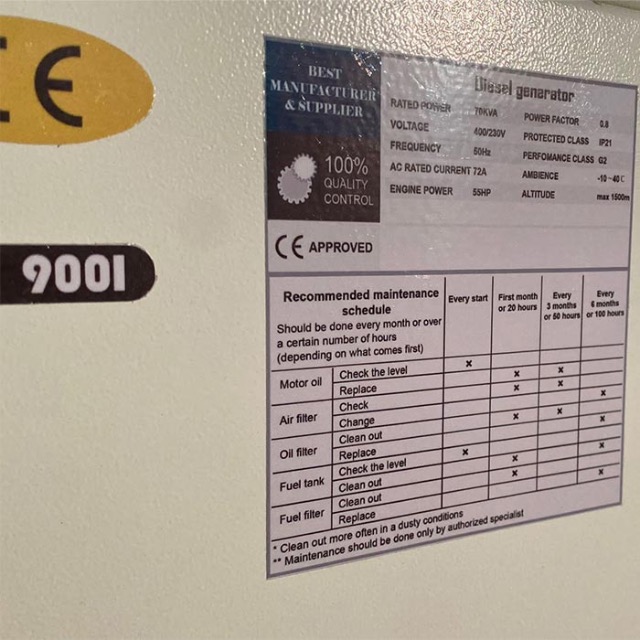 CE
9001
BEST
MANUFACTURER
& SUPPLIER
100%
QUALITY
CONTROL
CE APPROVED
Diesel genarator
RATED POWER 70KVA POWER FACTOR 0.8
VOLTAGE 400/230V PROTECTED CLASS IP21
FREQUENCY 50Hz PERFOMANCE CLASS G2
AC RATED CURRENT 72A AMBIENCE -10~40℃
ENGINE POWER 55HP ALTITUDE max 1500m
Recommended maintenance
schedule
Should be done every month or over
a certain number of hours
(depending on what comes first)
Every start
First month
or 20 hours
Every
3 months
or 50 hours
Every
6 months
or 100 hours
Motor oil Check the level x
Replace x x
Air filter Check x x
Change x
Oil filter Clean out x x
Replace x
Fuel tank Check the level x
Clean out x x
Fuel filter Clean out x x
Replace
* Clean out more often in a dusty conditions
** Maintenance should be done only by authorized specialist